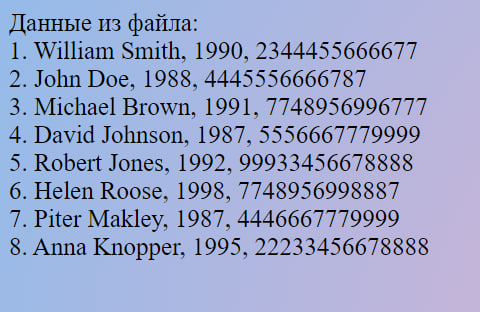 Данные из файла:
1. William Smith, 1990, 2344455666677
2. John Doe, 1988, 4445556666787
3. Michael Brown, 1991, 7748956996777
4. David Johnson, 1987, 5556667779999
5. Robert Jones, 1992, 99933456678888
6. Helen Roose, 1998, 7748956998887
7. Piter Makley, 1987, 4446667779999
8. Anna Knopper, 1995, 22233456678888